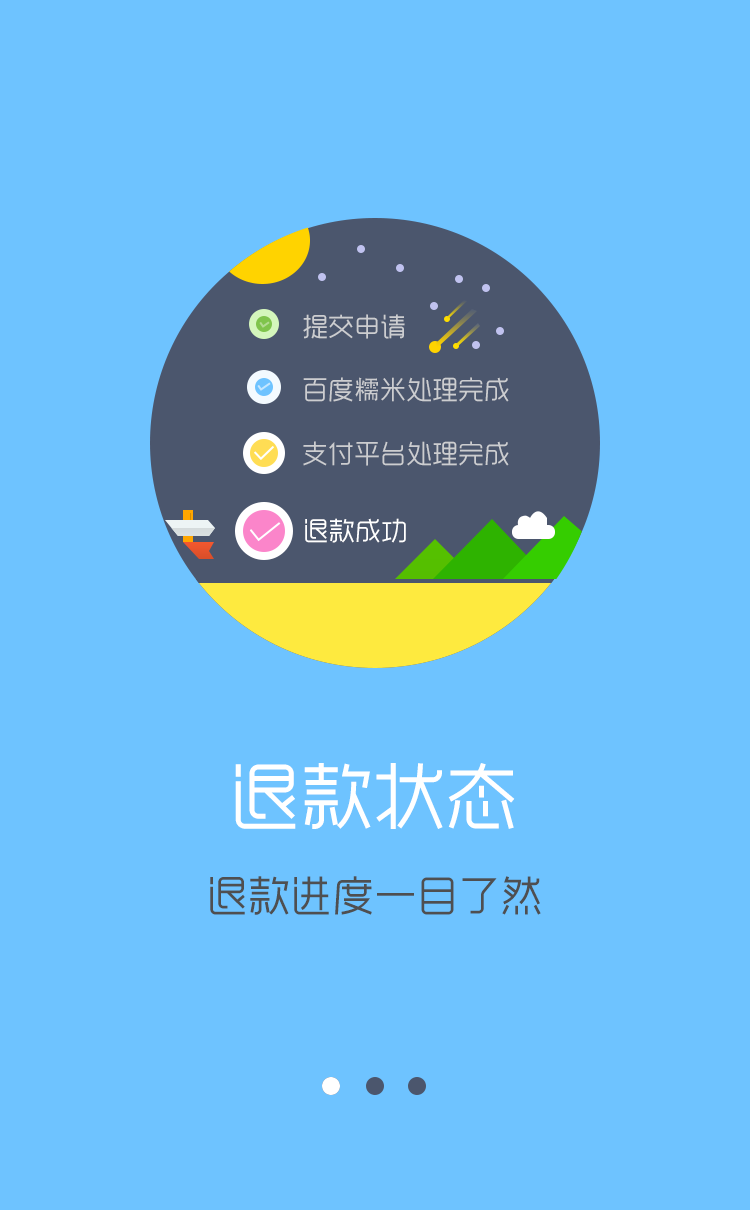 提交申请
百度糯米处理完成
支付平台处理完成
退款成功
退款状态
退款进度一目了然